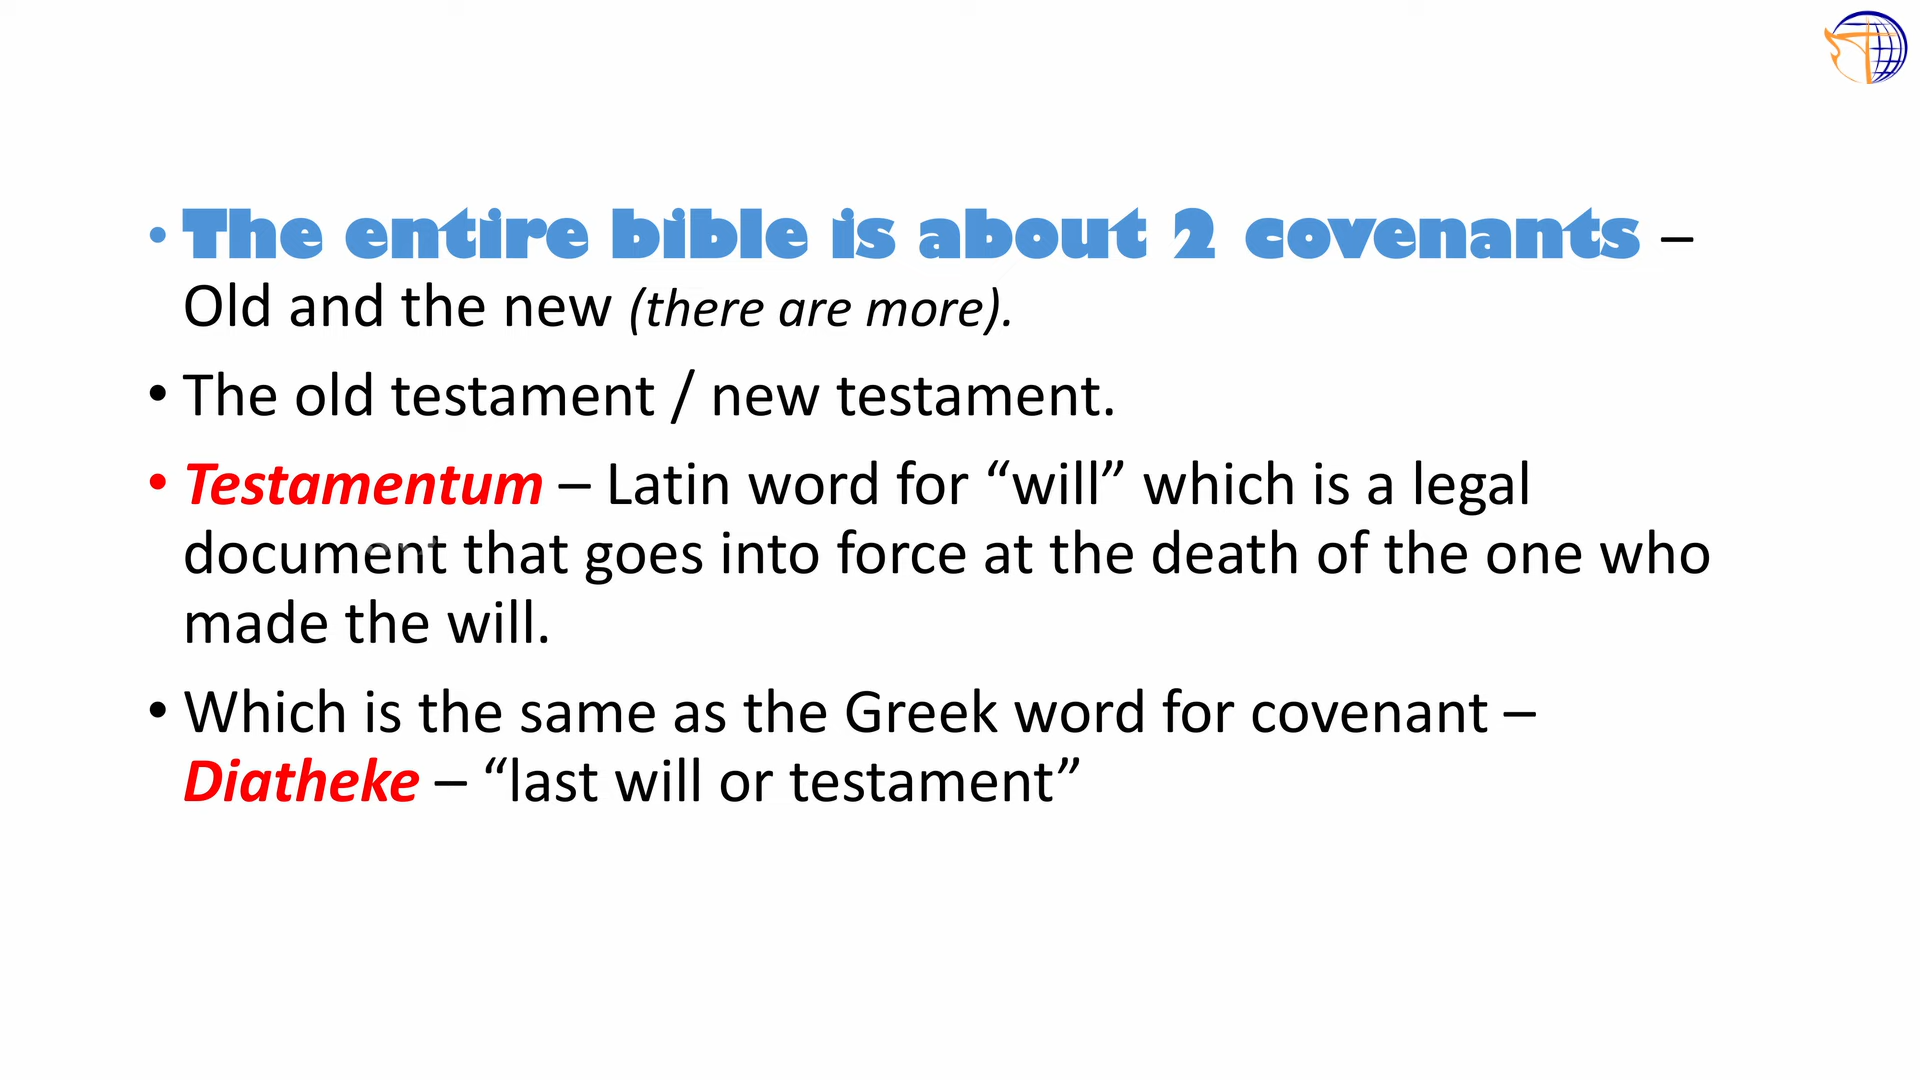 • The entire bible is about 2 covenants –
Old and the new (there are more).
• The old testament / new testament.
• Testamentum – Latin word for “will” which is a legal
document that goes into force at the death of the one who
made the will.
• Which is the same as the Greek word for covenant –
Diatheke – “last will or testament”